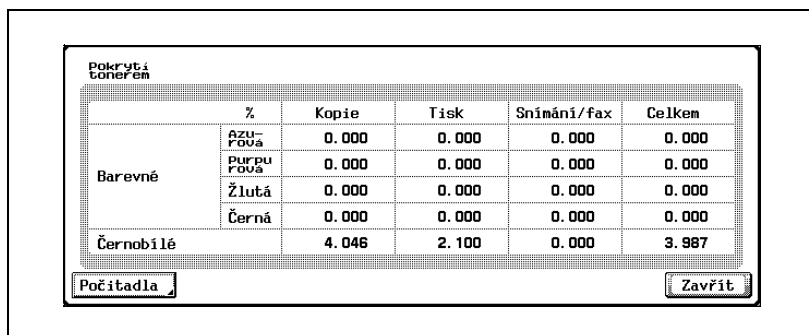 Pokrytí
tonerem
% Kopie Tisk Snímání/fax Celkem
Barevné
Azu-
rová 0.000 0.000 0.000 0.000
Purpu
rová 0.000 0.000 0.000 0.000
Žlutá 0.000 0.000 0.000 0.000
Černá 0.000 0.000 0.000 0.000
Černobílé 4.046 2.100 0.000 3.987
Počitadla Zavřít